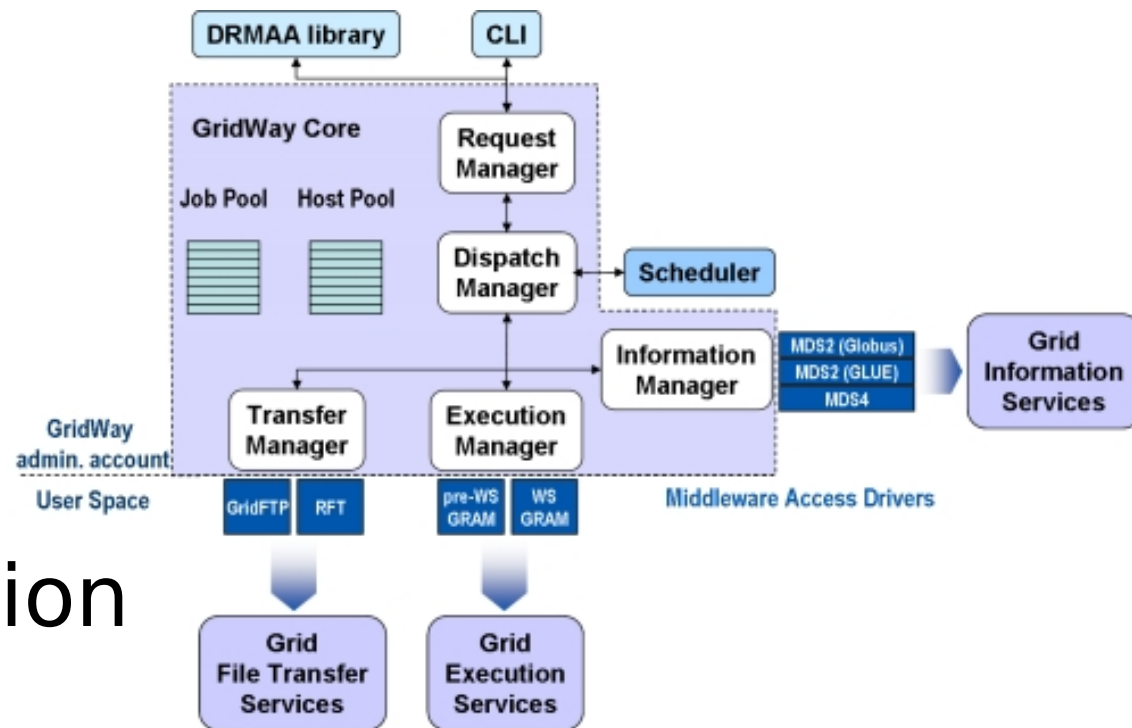 DRMAA library
CLI
GridWay Core
Request
Manager
Job Pool
Host Pool
Dispatch
Manager
Scheduler
Information
Manager
MDS2 (Globus)
MDS2 (GLUE)
MDS4
Grid
Information
Services
Transfer
Manager
Execution
Manager
GridWay
admin. account
User Space
GridFTP
RFT
pre-WS
GRAM
WS
GRAM
Middleware Access Drivers
ion
Grid
File Transfer
Services
Grid
Execution
Services